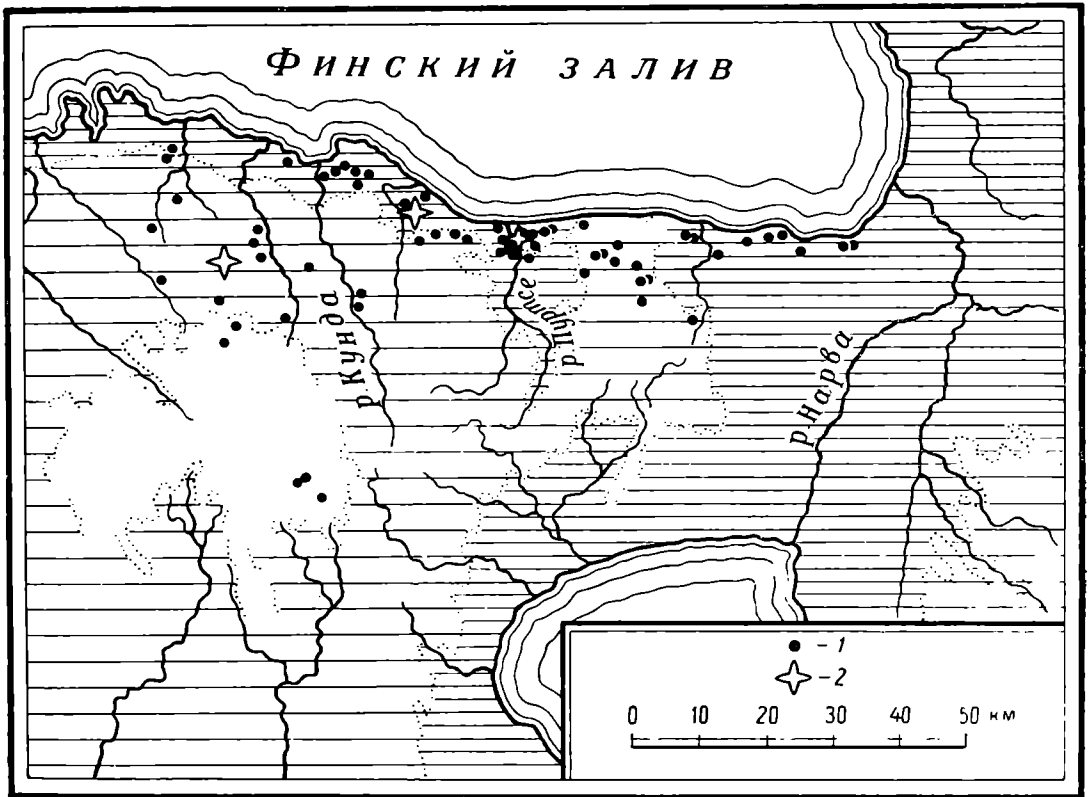 Финский залив
р. Кунда
р. Пуртсе
р. Нарва
- 1
- 2
0 10 20 30 40 50 км